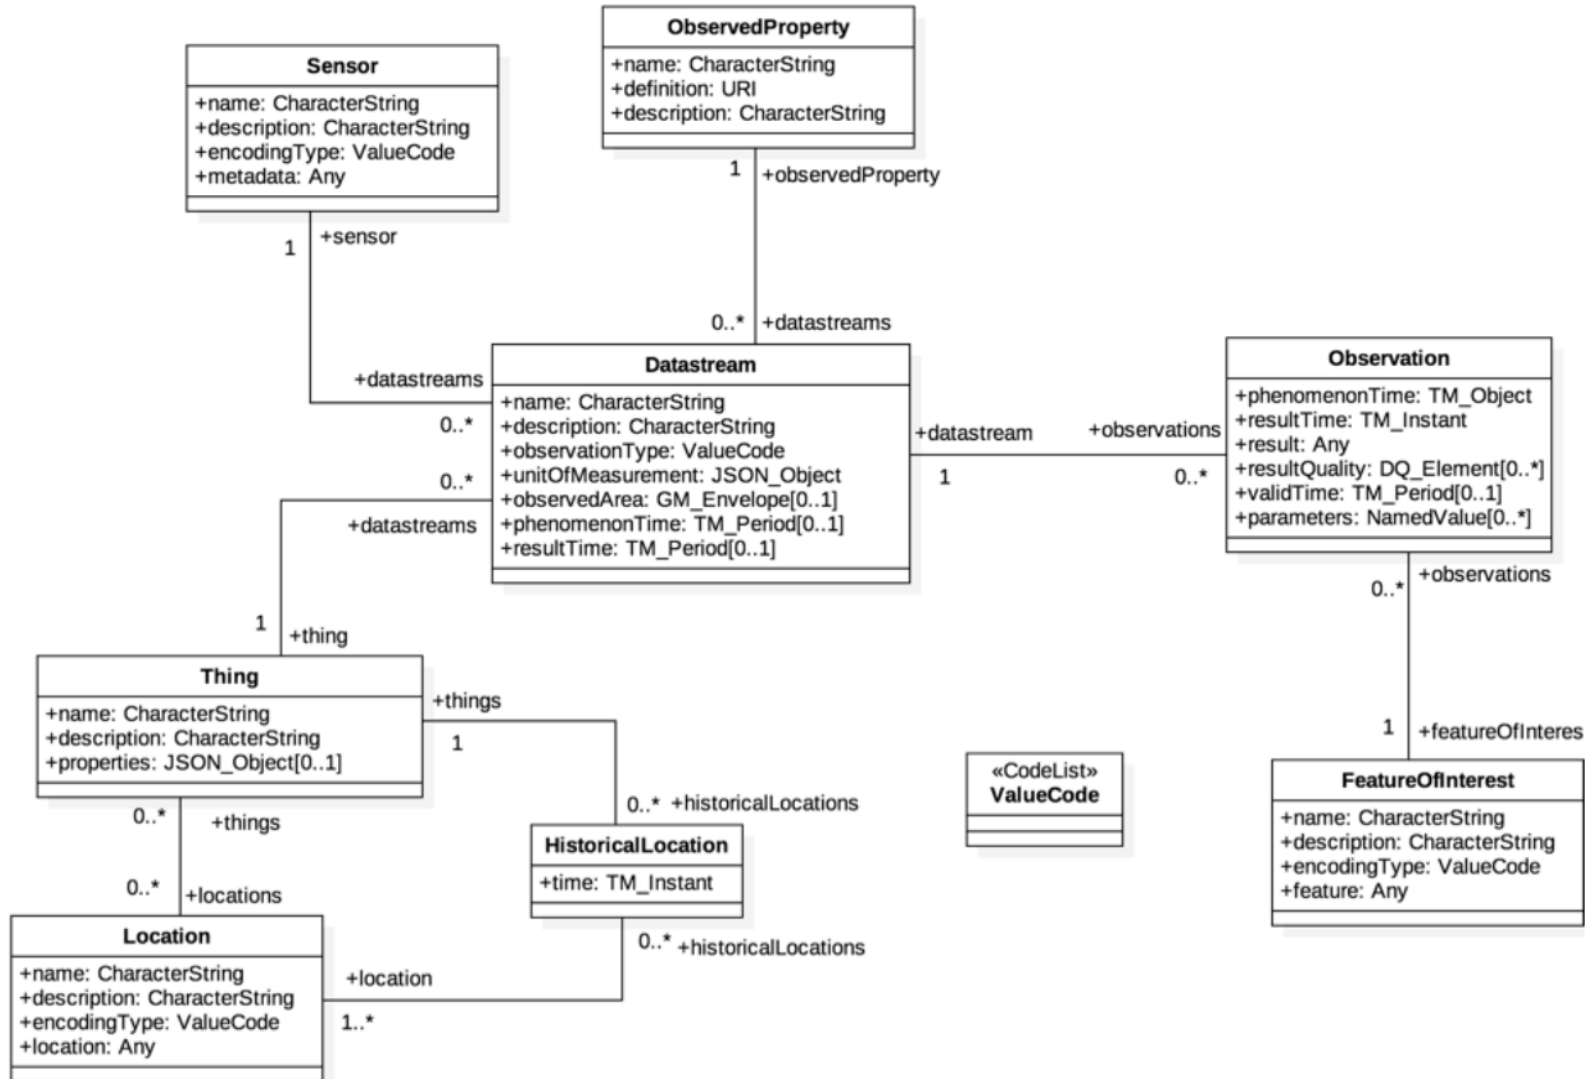 ObservedProperty
+name: CharacterString
+definition: URI
+description: CharacterString
Sensor
+name: CharacterString
+description: CharacterString
+encodingType: ValueCode
+metadata: Any
1
+observedProperty
1
+sensor
0..*
+datastreams
+datastreams
0..*
Datastream
+name: CharacterString
+description: CharacterString
+observationType: ValueCode
+unitOfMeasurement: JSON_Object
+observedArea: GM_Envelope[0..1]
+phenomenonTime: TM_Period[0..1]
+resultTime: TM_Period[0..1]
+datastream
1
+observations
0..*
Observation
+phenomenonTime: TM_Object
+resultTime: TM_Instant
+result: Any
+resultQuality: DQ_Element[0..*]
+validTime: TM_Period[0..1]
+parameters: NamedValue[0..*]
0..*
+datastreams
1
+thing
0..*
+observations
1
+featureOfInteres
Thing
+name: CharacterString
+description: CharacterString
+properties: JSON_Object[0..1]
+things
1
0..*
+historicalLocations
0..*
+things
0..*
+locations
HistoricalLocation
+time: TM_Instant
0..*
+historicalLocations
«CodeList»
ValueCode
FeatureOfInterest
+name: CharacterString
+description: CharacterString
+encodingType: ValueCode
+feature: Any
Location
+name: CharacterString
+description: CharacterString
+encodingType: ValueCode
+location: Any
+location
1..*